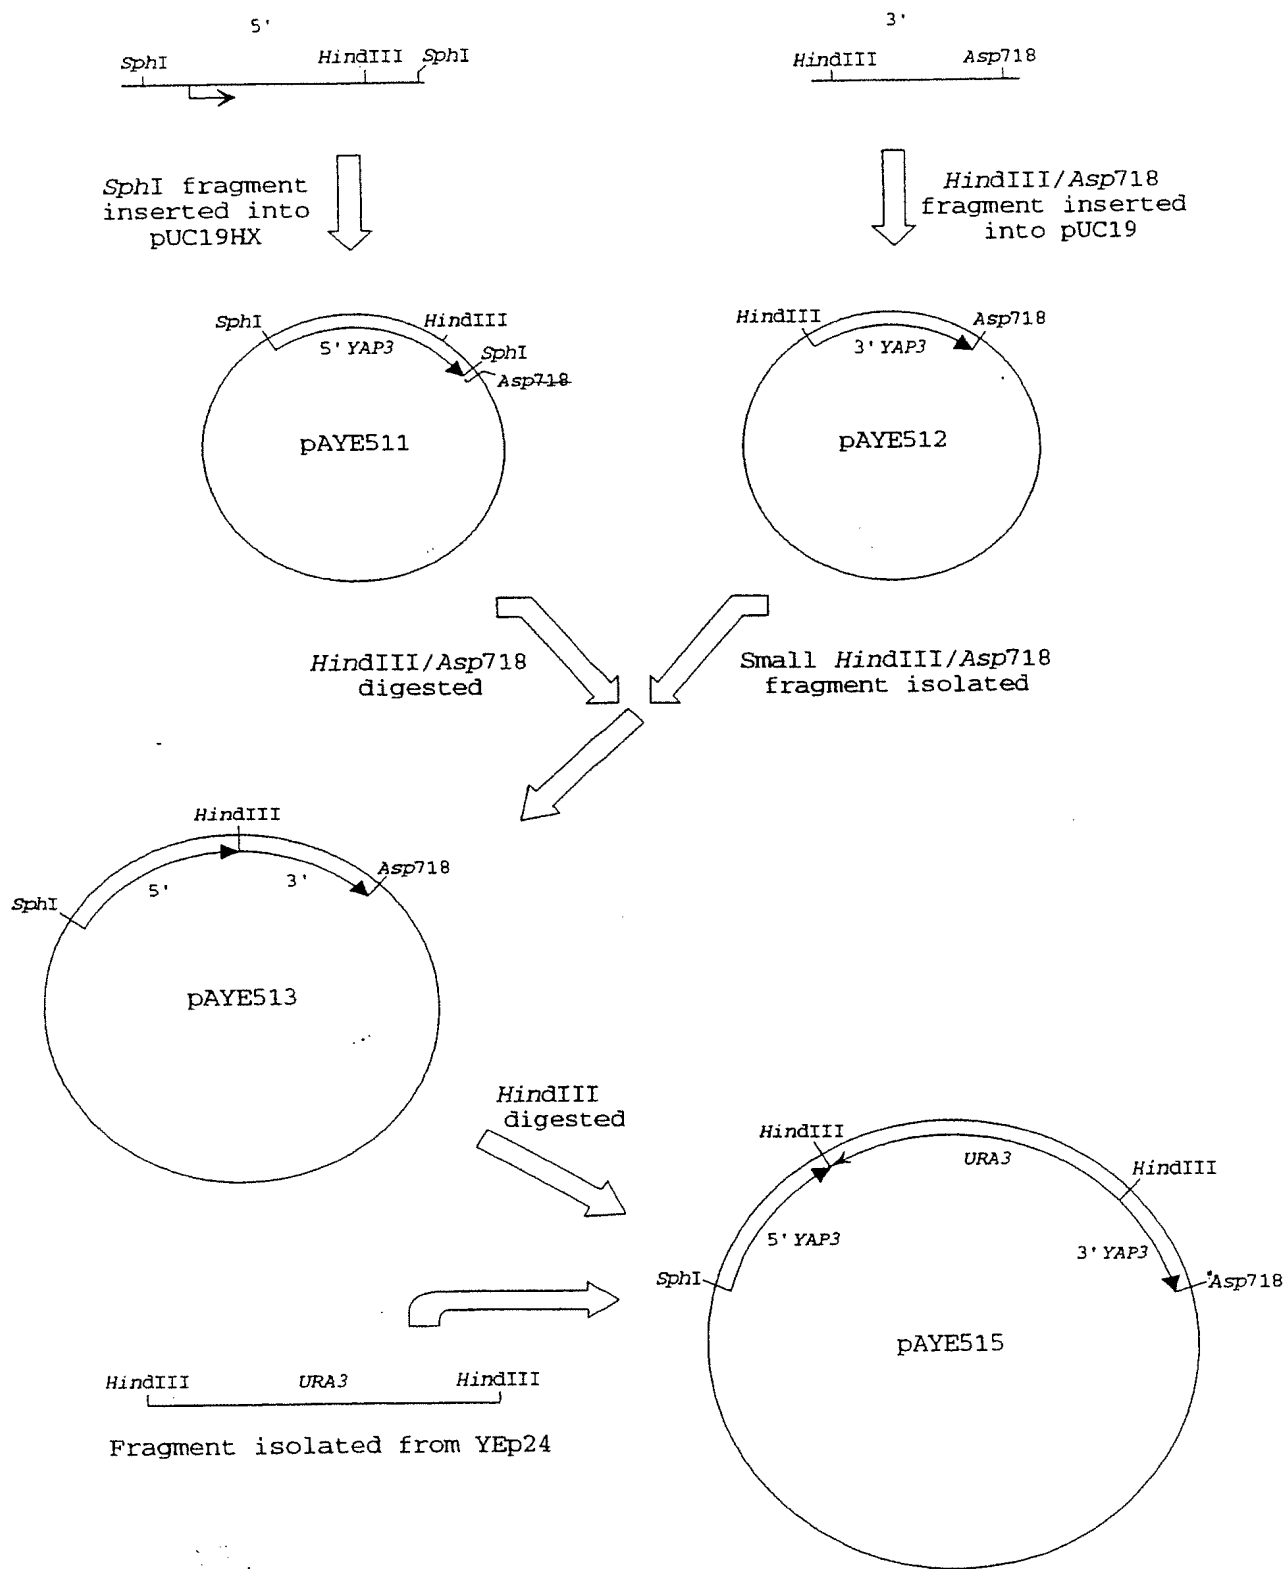 5'
3'
SphI
HindIII
SphI
HindIII
Asp718
SphI fragment
inserted into
pUC19HX
HindIII/Asp718
fragment inserted
into pUC19
SphI
HindIII
5' YAP3
SphI
Asp718
pAYE511
HindIII
Asp718
3' YAP3
pAYE512
HindIII/Asp718
digested
Small HindIII/Asp718
fragment isolated
HindIII
Asp718
5'
3'
SphI
pAYE513
HindIII
digested
HindIII
URA3
HindIII
5' YAP3
3' YAP3
SphI
Asp718
pAYE515
HindIII
URA3
HindIII
Fragment isolated from YEp24